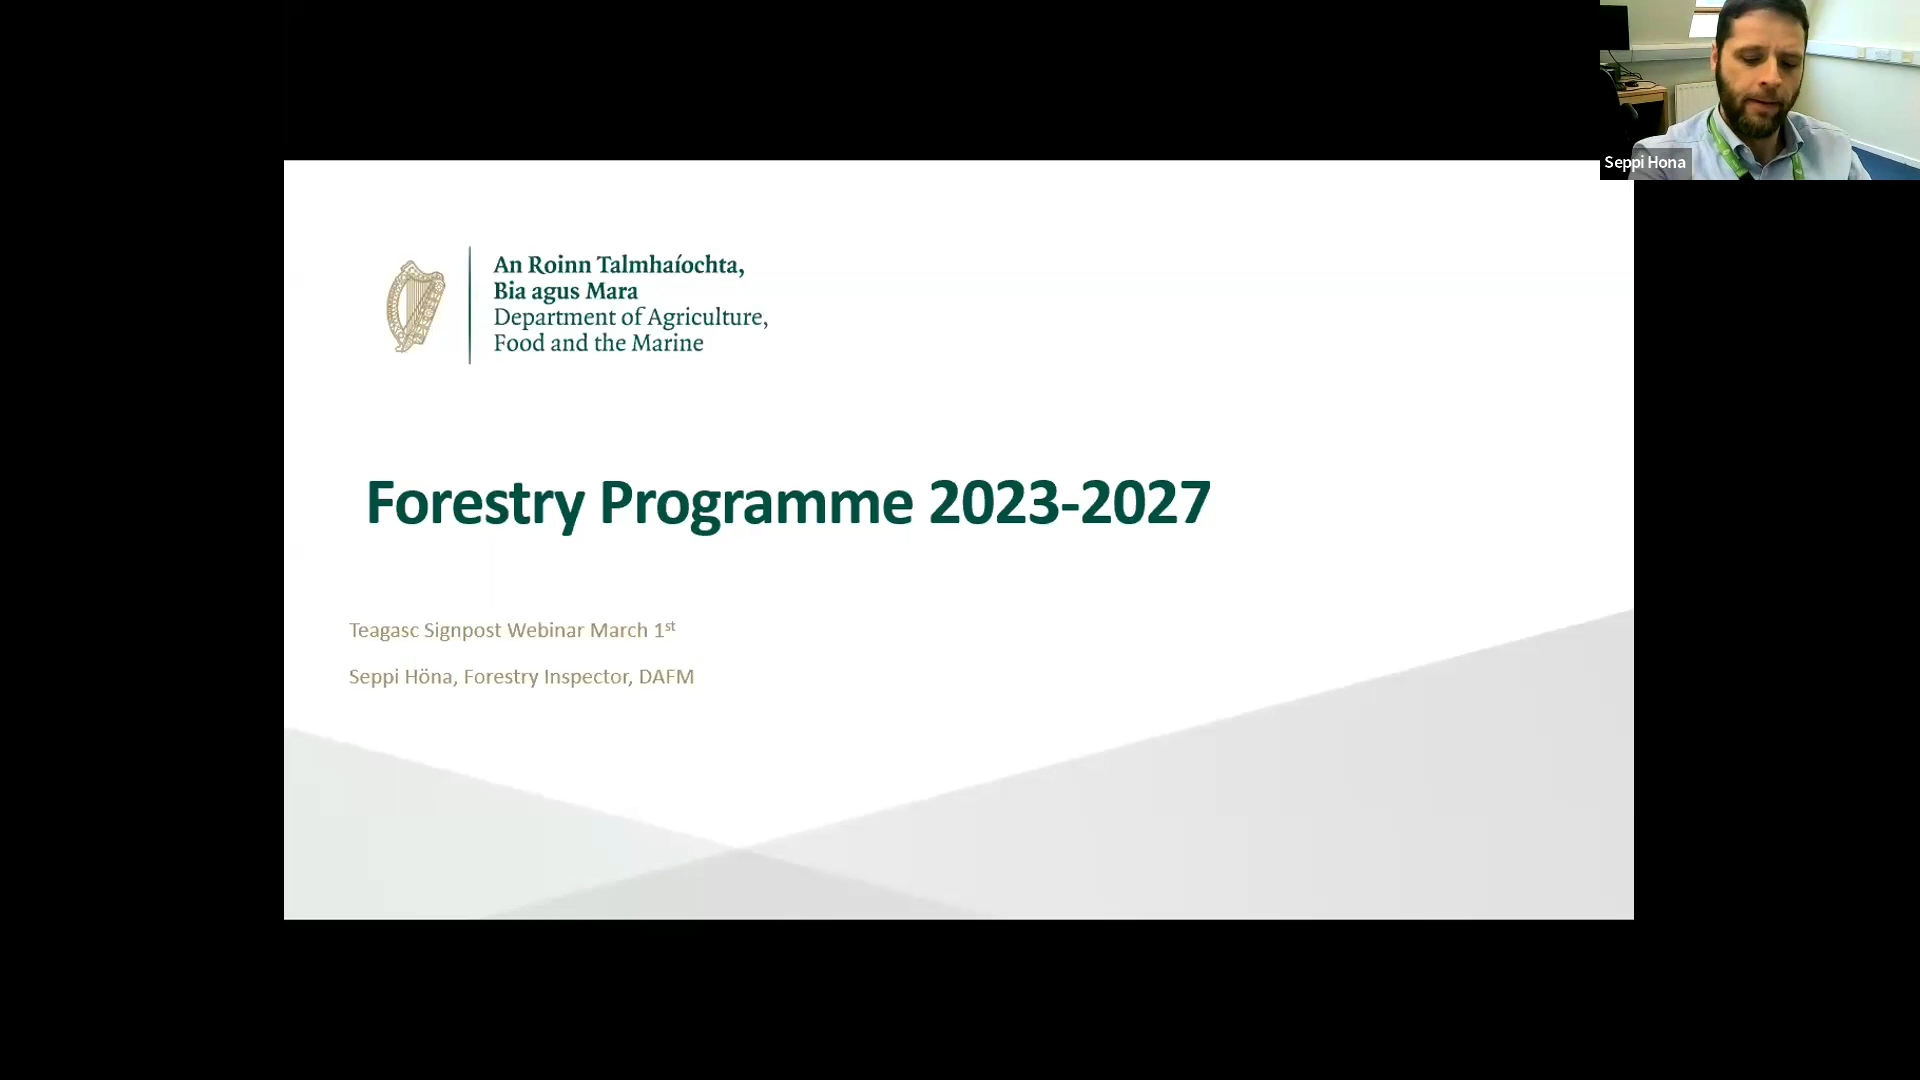 Seppi Hona
An Roinn Talmhaíochta,
Bia agus Mara
Department of Agriculture,
Food and the Marine
Forestry Programme 2023-2027
Teagasc Signpost Webinar March 1st
Seppi Höna, Forestry Inspector, DAFM